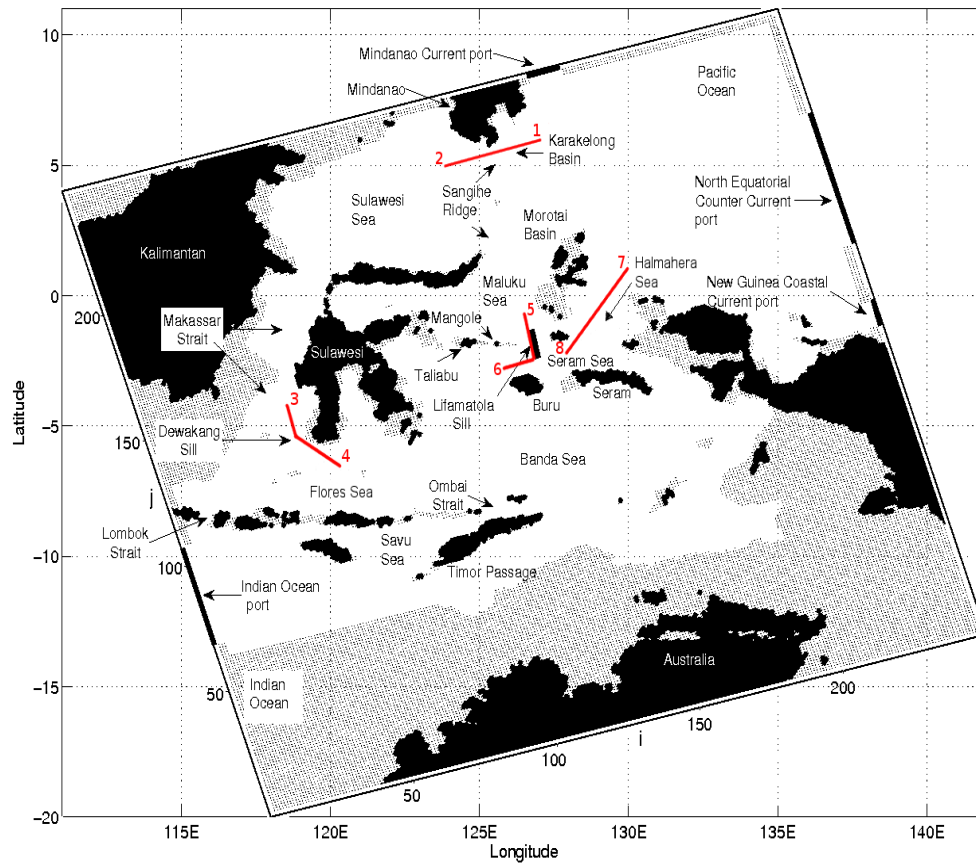 Mindanao Current port
Mindanao
Pacific
Ocean
1
2
Karakelong
Basin
Sulawesi
Sea
Sangihe
Ridge
North Equatorial
Counter Current
port
Morotai
Basin
Kalimantan
7
Halmahera
Sea
New Guinea Coastal
Current port
Maluku
Sea
Makassar
Strait
Mangole
5
8
6
Seram Sea
Sulawesi
Taliabu
Lifamatola
Sill
Buru
Seram
3
Dewakang
Sill
4
Banda Sea
Flores Sea
Ombai
Strait
Lombok
Strait
Savu
Sea
Timor Passage
Indian Ocean
port
Australia
Indian
Ocean
10
5
0
−5
−10
−15
−20
Latitude
200
150
j
100
50
50
100
i
150
200
115E
120E
125E
130E
135E
140E
Longitude